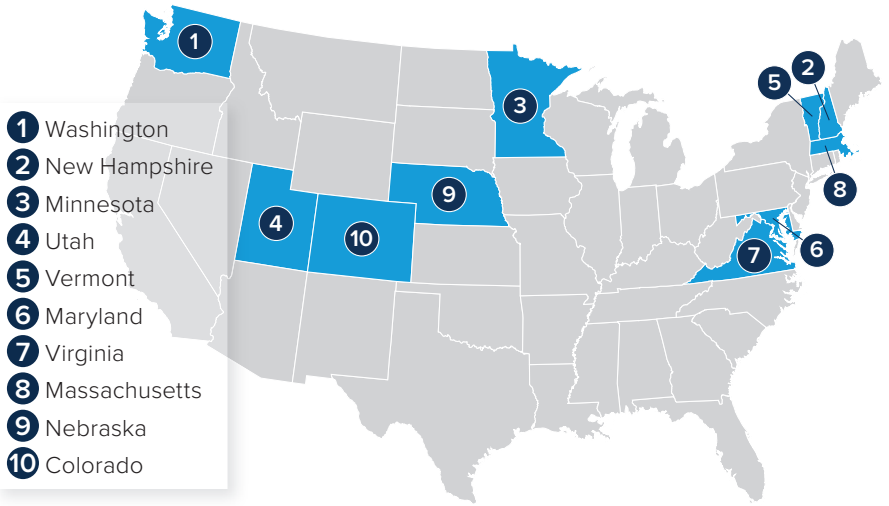 1 Washington
2 New Hampshire
3 Minnesota
4 Utah
5 Vermont
6 Maryland
7 Virginia
8 Massachusetts
9 Nebraska
10 Colorado
1
2
5
3
8
9
4
10
6
7